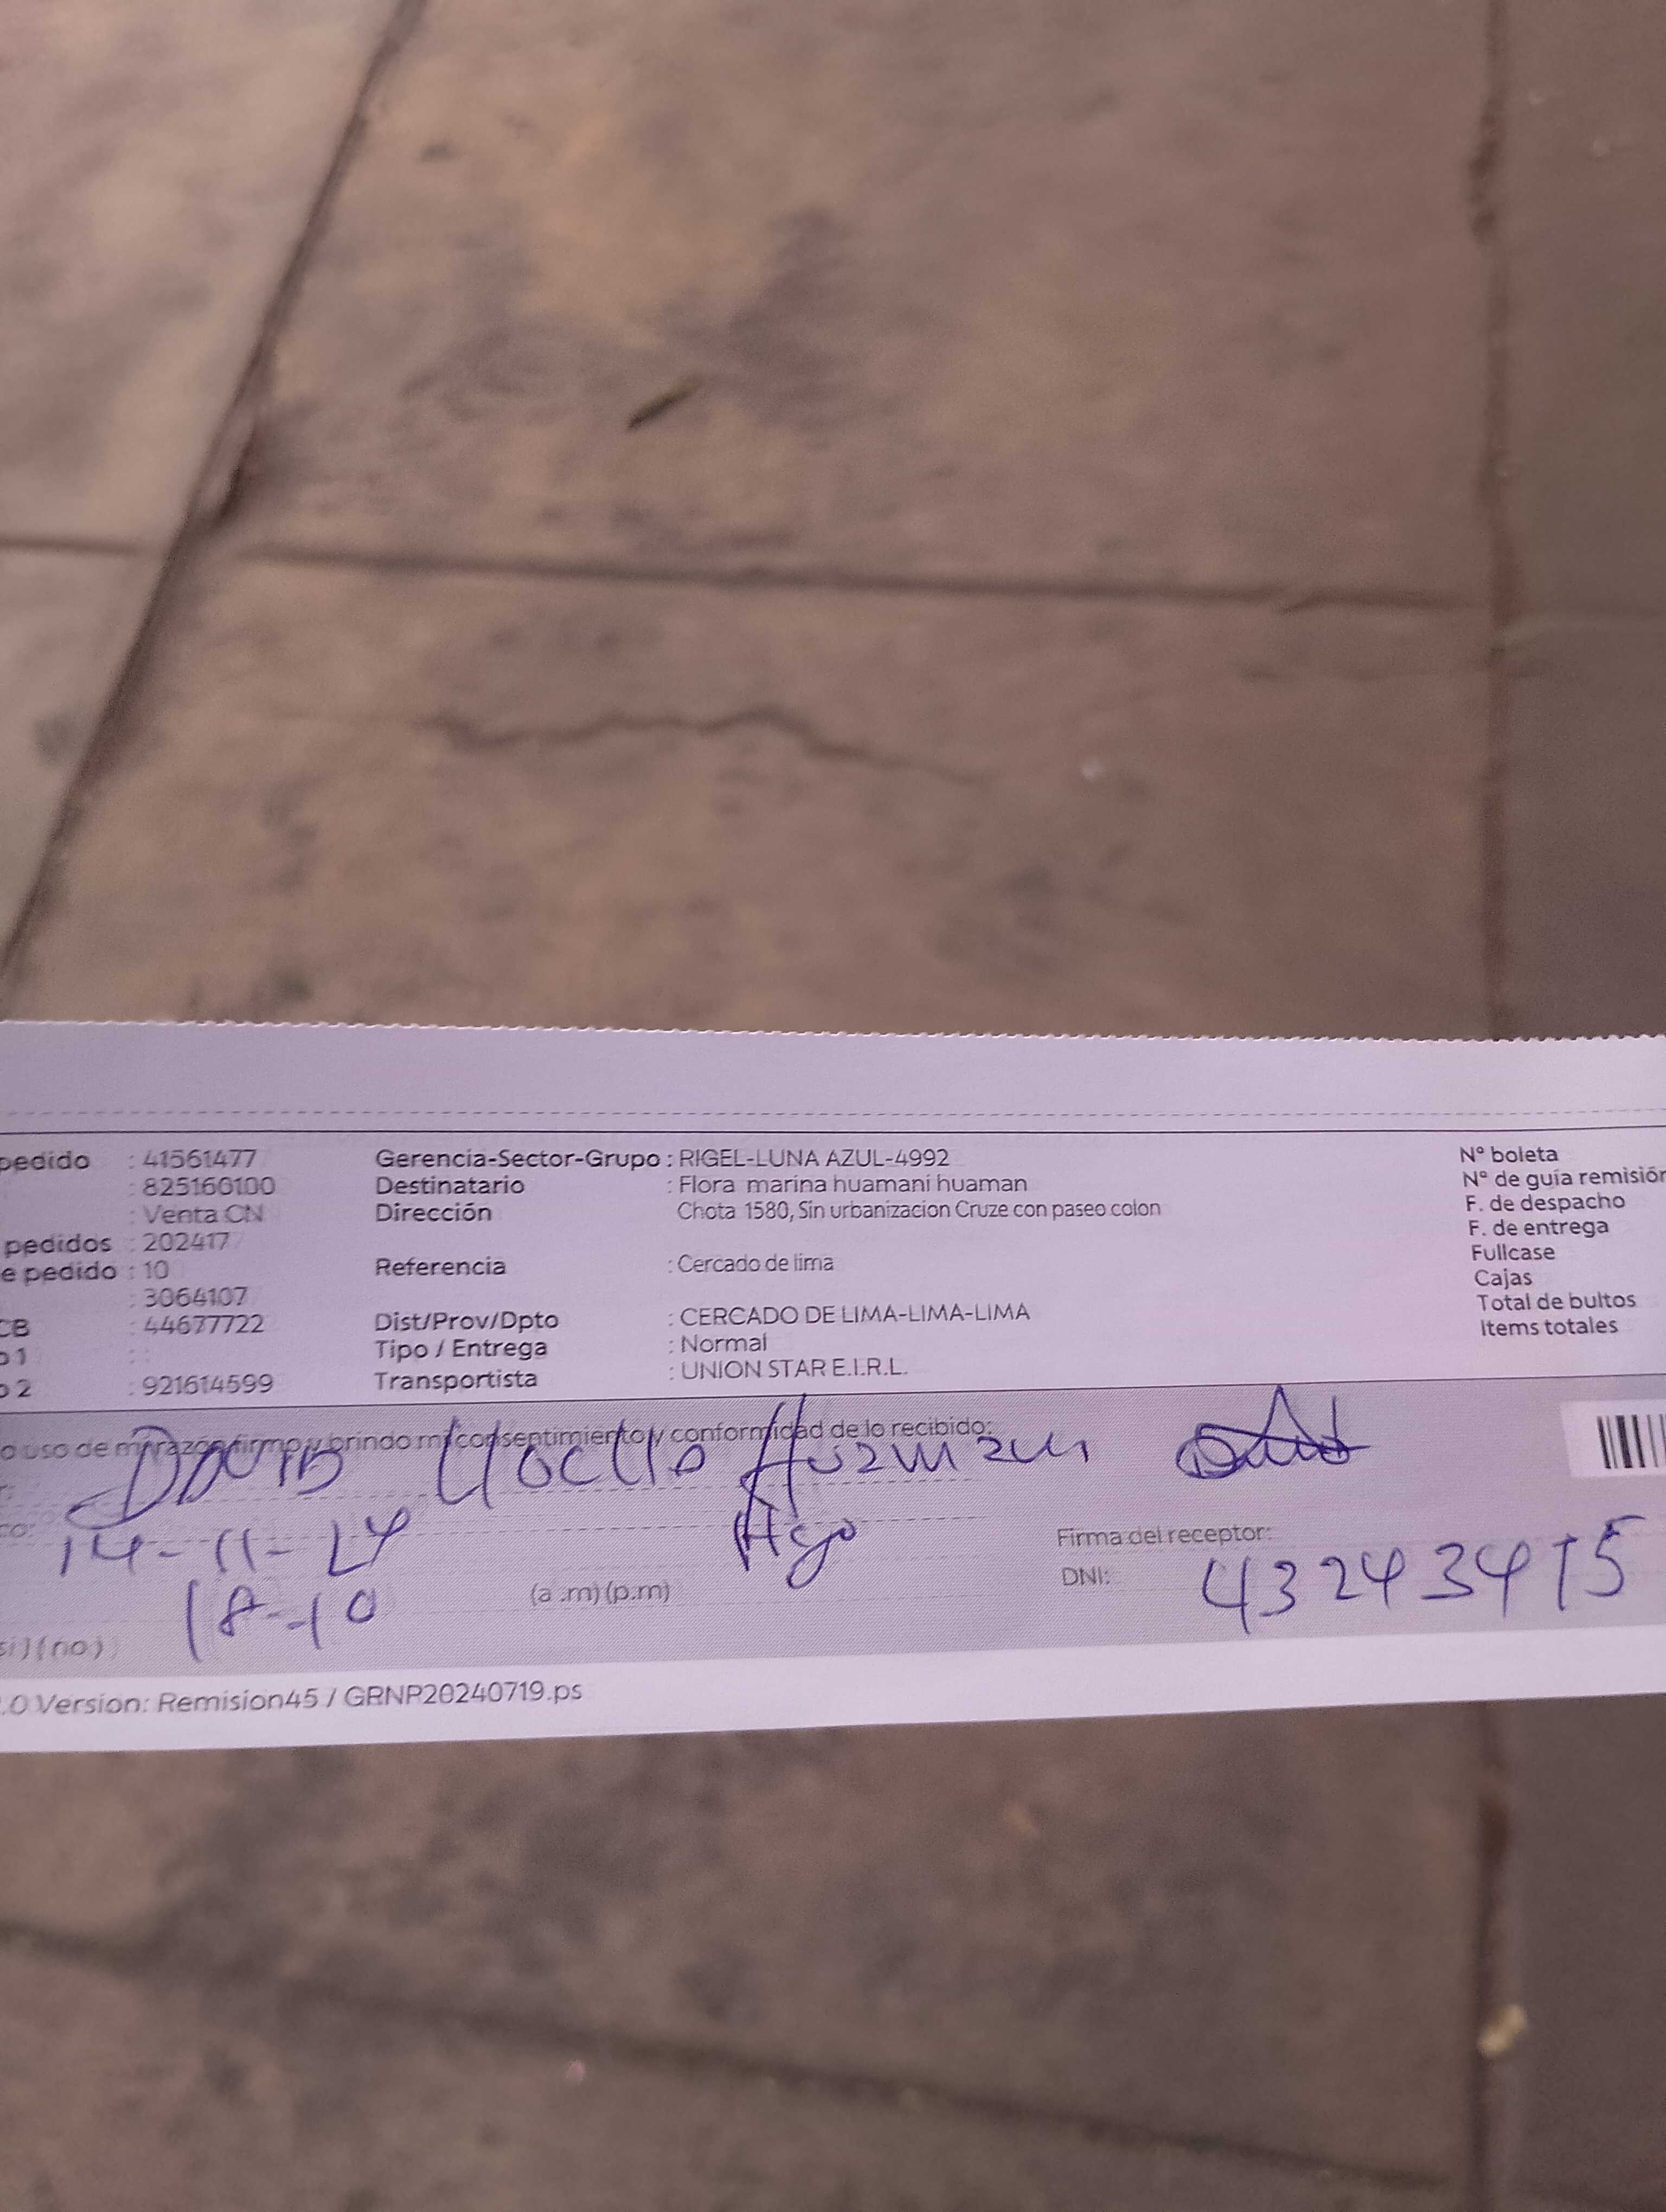 pedido : 41561477 Gerencia-Sector-Grupo : RIGEL-LUNA AZUL-4992 N° boleta
: 825160100 Destinatario : Flora marina huamani huaman N° de guía remisión
: Venta CN Dirección Chota 1580, Sin urbanizacion Cruze con paseo colon F. de despacho
pedidos : 202417 F. de entrega
e pedido : 10 Referencia : Cercado de lima Fullcase
: 3064107 Cajas
CB : 44677722 Dist/Prov/Dpto : CERCADO DE LIMA-LIMA-LIMA Total de bultos
o 1 : : Tipo / Entrega : Normal Items totales
o 2 : 921614599 Transportista : UNION STAR E.I.R.L.
o uso de mi razón firmo y brindo mi consentimiento y conformidad de lo recibido:
David Llocllo Huaman
co: 14-11-24 Hijo Firma del receptor:
18-10 (a.m) (p.m) DNI: 43243415
si) (no)
.0 Version: Remision45 / GRNP20240719.ps